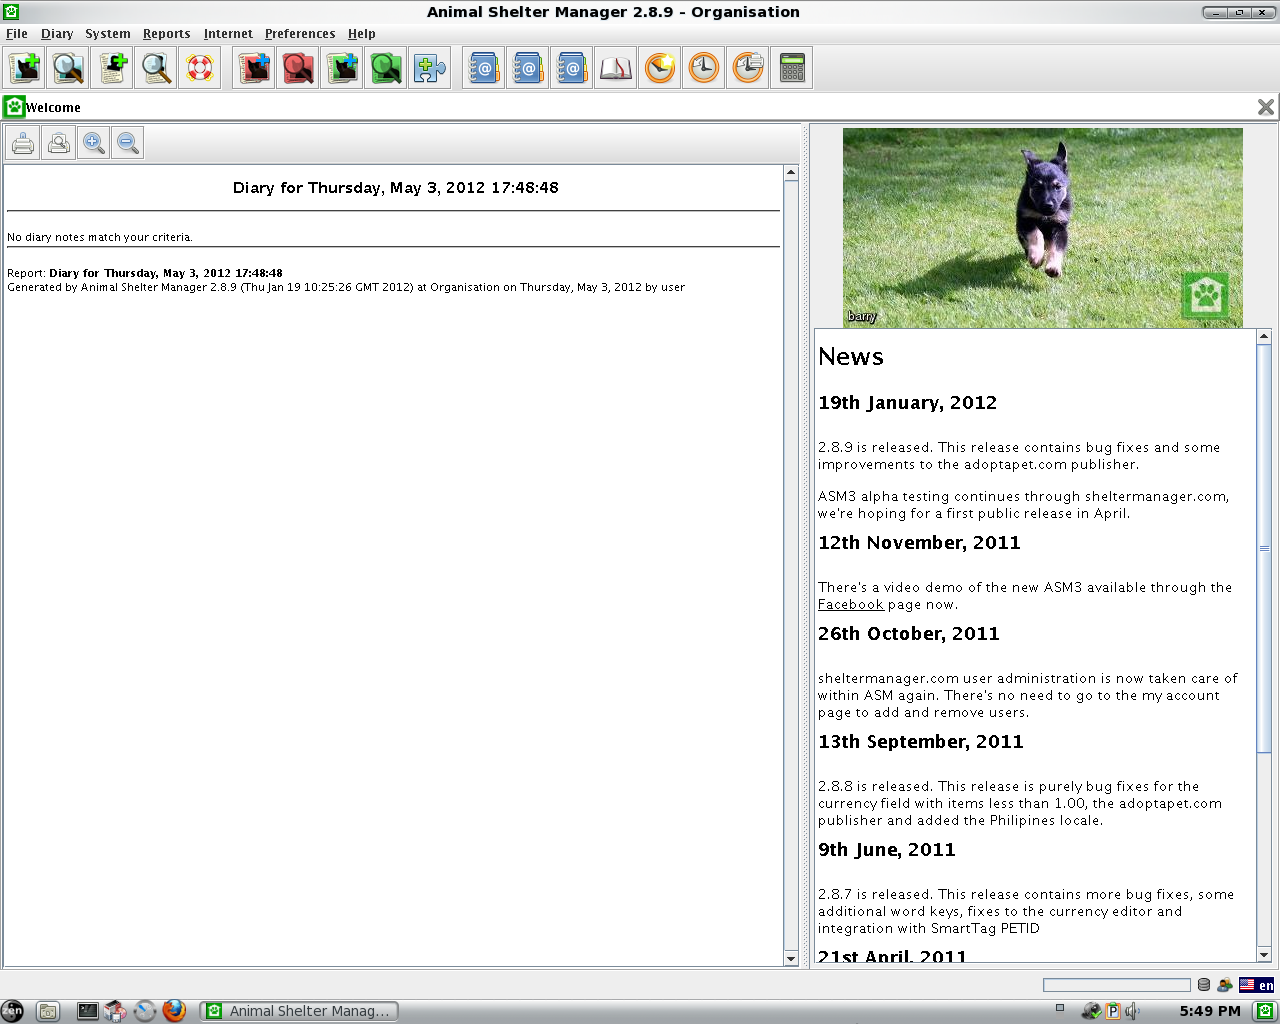 Animal Shelter Manager 2.8.9 - Organisation
File Diary System Reports Internet Preferences Help
Welcome
Diary for Thursday, May 3, 2012 17:48:48
No diary notes match your criteria.
Report: Diary for Thursday, May 3, 2012 17:48:48
Generated by Animal Shelter Manager 2.8.9 (Thu Jan 19 10:25:26 GMT 2012) at Organisation on Thursday, May 3, 2012 by user
barry
News
19th January, 2012
2.8.9 is released. This release contains bug fixes and some
improvements to the adoptapet.com publisher.
ASM3 alpha testing continues through sheltermanager.com,
we're hoping for a first public release in April.
12th November, 2011
There's a video demo of the new ASM3 available through the
Facebook page now.
26th October, 2011
sheltermanager.com user administration is now taken care of
within ASM again. There's no need to go to the my account
page to add and remove users.
13th September, 2011
2.8.8 is released. This release is purely bug fixes for the
currency field with items less than 1.00, the adoptapet.com
publisher and added the Philipines locale.
9th June, 2011
2.8.7 is released. This release contains more bug fixes, some
additional word keys, fixes to the currency editor and
integration with SmartTag PETID
21st April, 2011
en
zen
Animal Shelter Manag...
5:49 PM